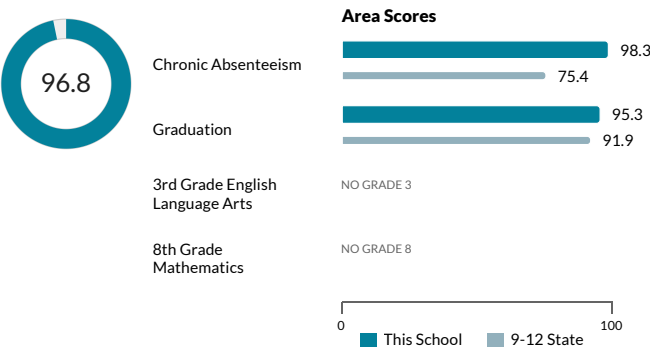 Area Scores
96.8
Chronic Absenteeism
98.3
75.4
Graduation
95.3
91.9
3rd Grade English
Language Arts
NO GRADE 3
8th Grade
Mathematics
NO GRADE 8
0
100
This School
9-12 State